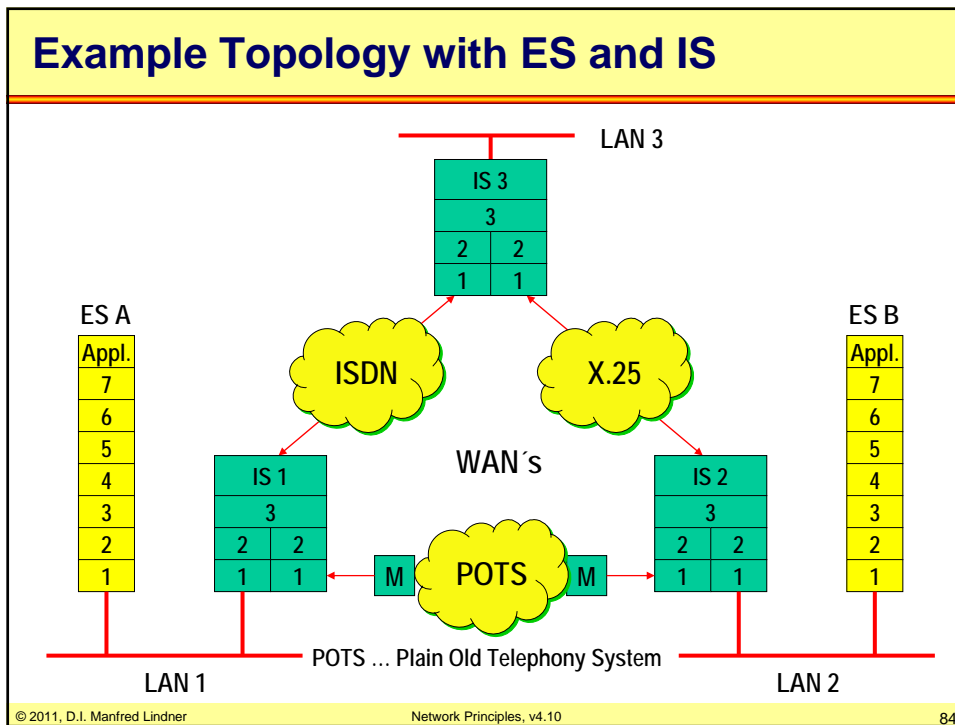 Example Topology with ES and IS
LAN 3
IS 3
3
2 2
1 1
ES A
Appl.
7
6
5
4
3
2
1
ISDN
X.25
ES B
Appl.
7
6
5
4
3
2
1
WAN´s
IS 1
3
2 2
1 1
M
POTS
M
IS 2
3
2 2
1 1
POTS ... Plain Old Telephony System
LAN 1
LAN 2
© 2011, D.I. Manfred Lindner
Network Principles, v4.10
84